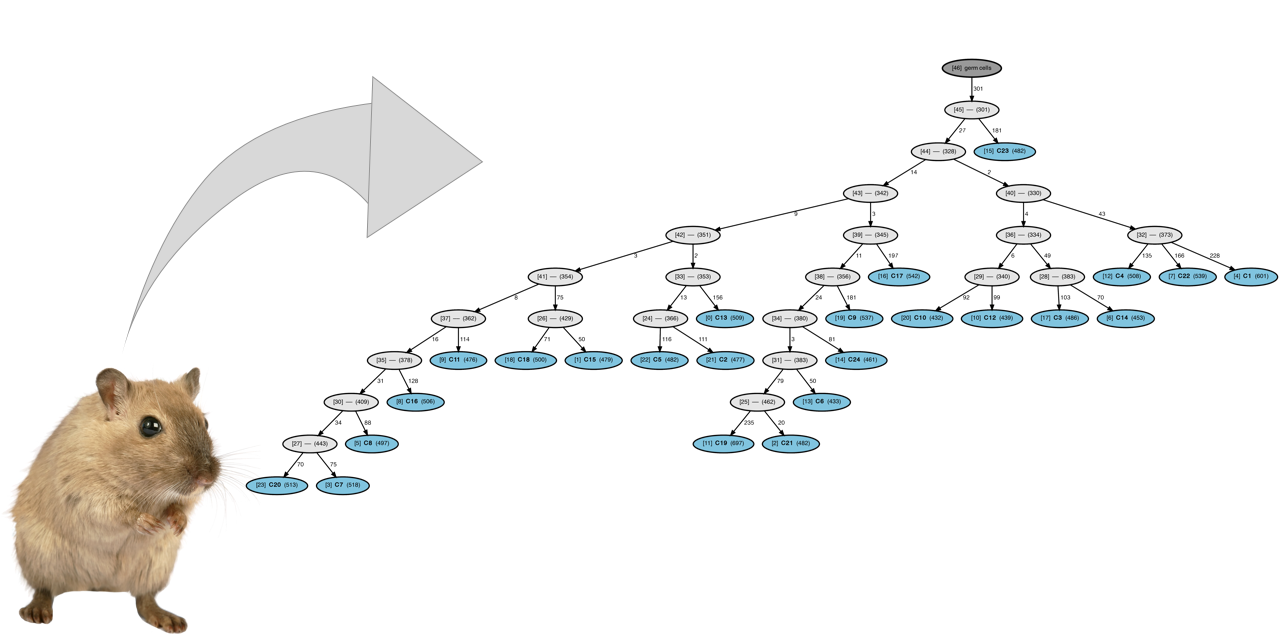 [46] germ cells
301
[45] — (301)
27 181
[44] — (328) [15] C23 (482)
14 2
[43] — (342) [40] — (330)
9 3 4 43
[42] — (351) [39] — (345) [36] — (334) [32] — (373)
3 2 11 197 6 49 135 166 228
[41] — (354) [33] — (353) [38] — (356) [16] C17 (542) [29] — (340) [28] — (383) [12] C4 (508) [7] C22 (539) [4] C1 (601)
8 75 13 156 24 181 92 99 103 70
[37] — (362) [26] — (429) [24] — (366) [0] C13 (509) [34] — (380) [19] C9 (537) [20] C10 (432) [10] C12 (439) [17] C3 (486) [6] C14 (453)
16 114 71 50 116 111 3 81
[35] — (378) [9] C11 (476) [18] C18 (500) [1] C15 (479) [22] C5 (482) [21] C2 (477) [31] — (383) [14] C24 (461)
31 128 79 50
[30] — (409) [8] C16 (506) [25] — (462) [13] C6 (433)
34 88 235 20
[27] — (443) [5] C8 (497) [11] C19 (697) [2] C21 (482)
70 75
[23] C20 (513) [3] C7 (518)